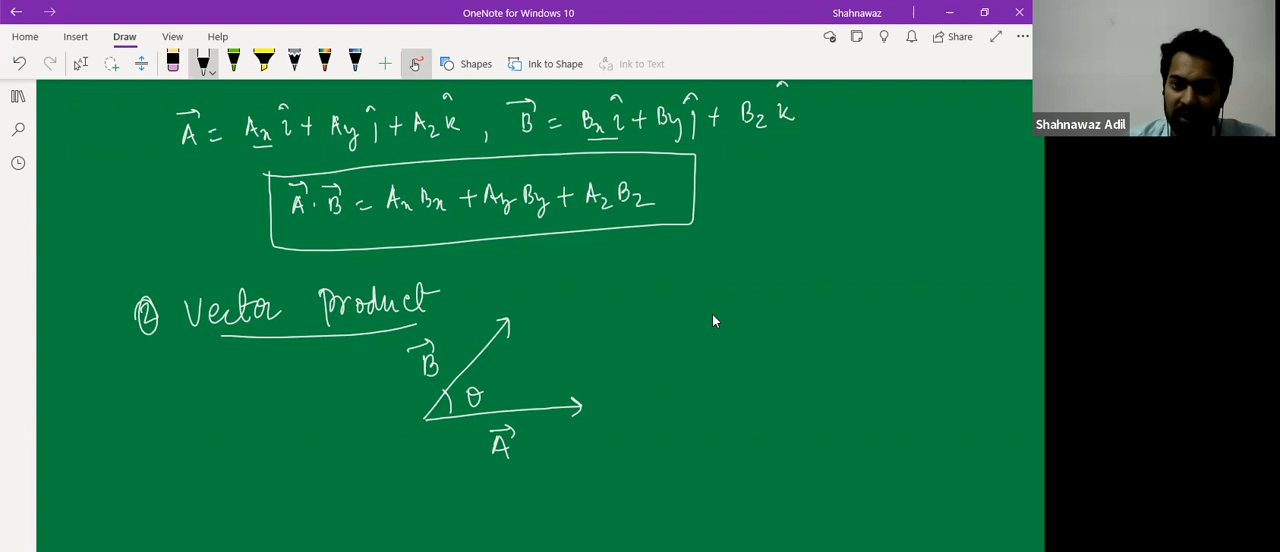 OneNote for Windows 10
Shahnawaz
Home Insert Draw View Help
Share
Shapes Ink to Shape Ink to Text
Shahnawaz Adil
A⃗ = Aₓ î + Ay ĵ + Az k̂ , B⃗ = Bₓ î + By ĵ + Bz k̂
A⃗ · B⃗ = AₓBₓ + AyBy + AzBz
② Vector Product
B⃗
θ
A⃗